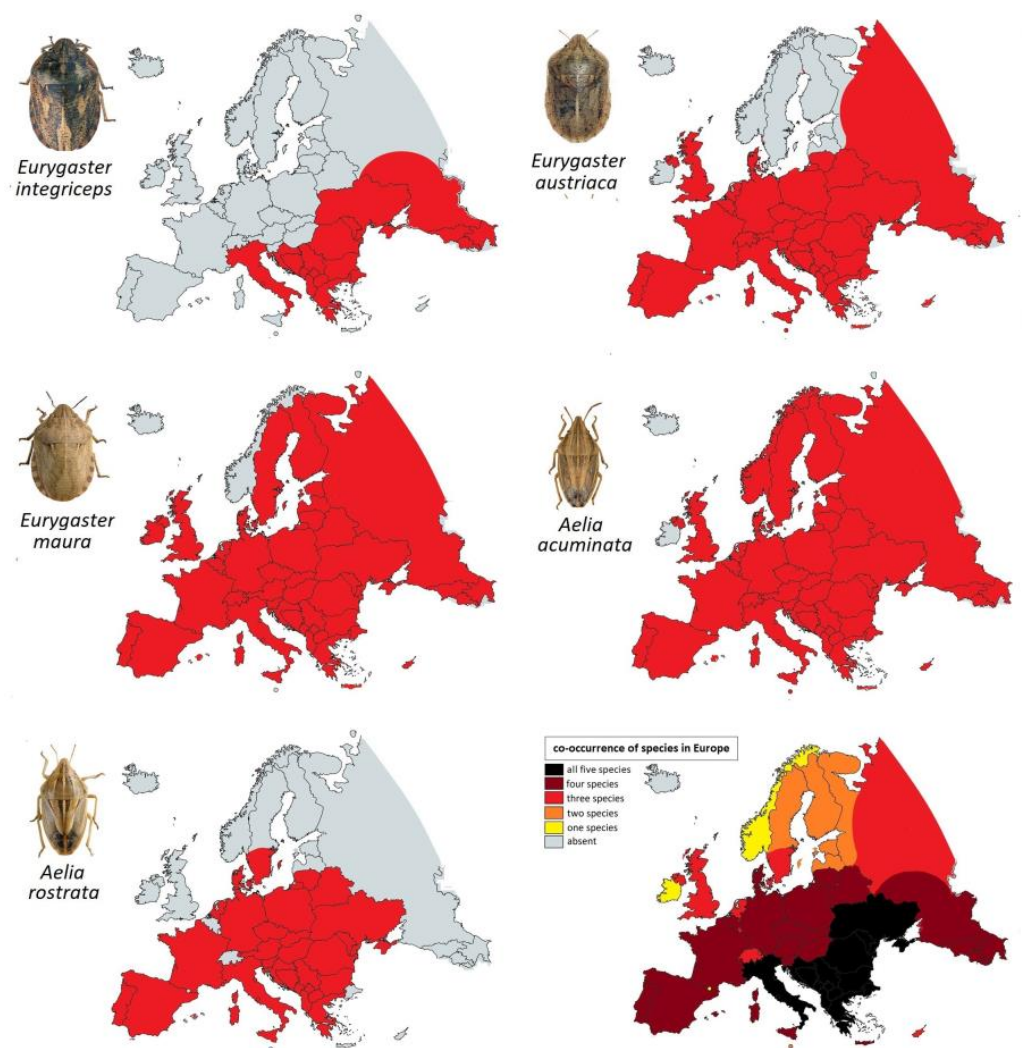 Eurygaster
integriceps
Eurygaster
austriaca
Eurygaster
maura
Aelia
acuminata
Aelia
rostrata
co-occurrence of species in Europe
all five species
four species
three species
two species
one species
absent